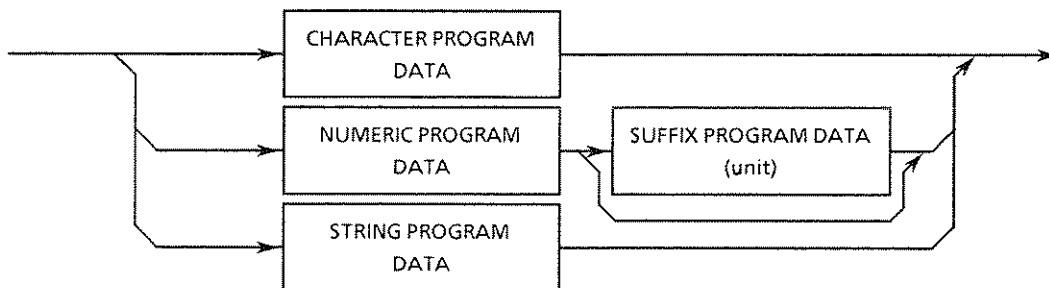 CHARACTER PROGRAM
DATA
NUMERIC PROGRAM
DATA
SUFFIX PROGRAM DATA
(unit)
STRING PROGRAM
DATA